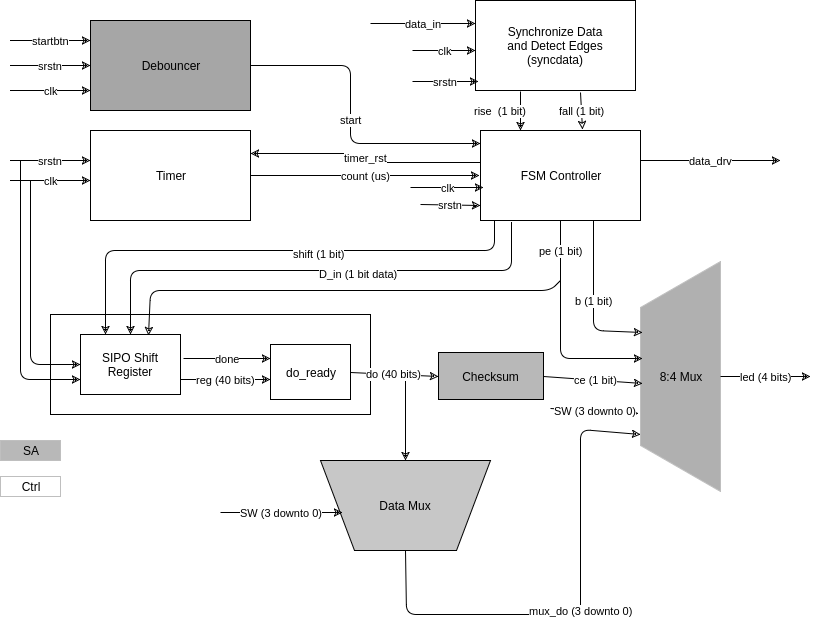 data_in
startbtn
Synchronize Data
and Detect Edges
(syncdata)
clk
srstn
Debouncer
srstn
clk
rise (1 bit)
fall (1 bit)
start
srstn
timer_rst
data_drv
Timer
count (us)
FSM Controller
clk
clk
srstn
shift (1 bit)
pe (1 bit)
D_in (1 bit data)
b (1 bit)
SIPO Shift
Register
done
reg (40 bits)
do_ready
do (40 bits)
Checksum
ce (1 bit)
8:4 Mux
led (4 bits)
SW (3 downto 0)
SA
Ctrl
Data Mux
SW (3 downto 0)
mux_do (3 downto 0)